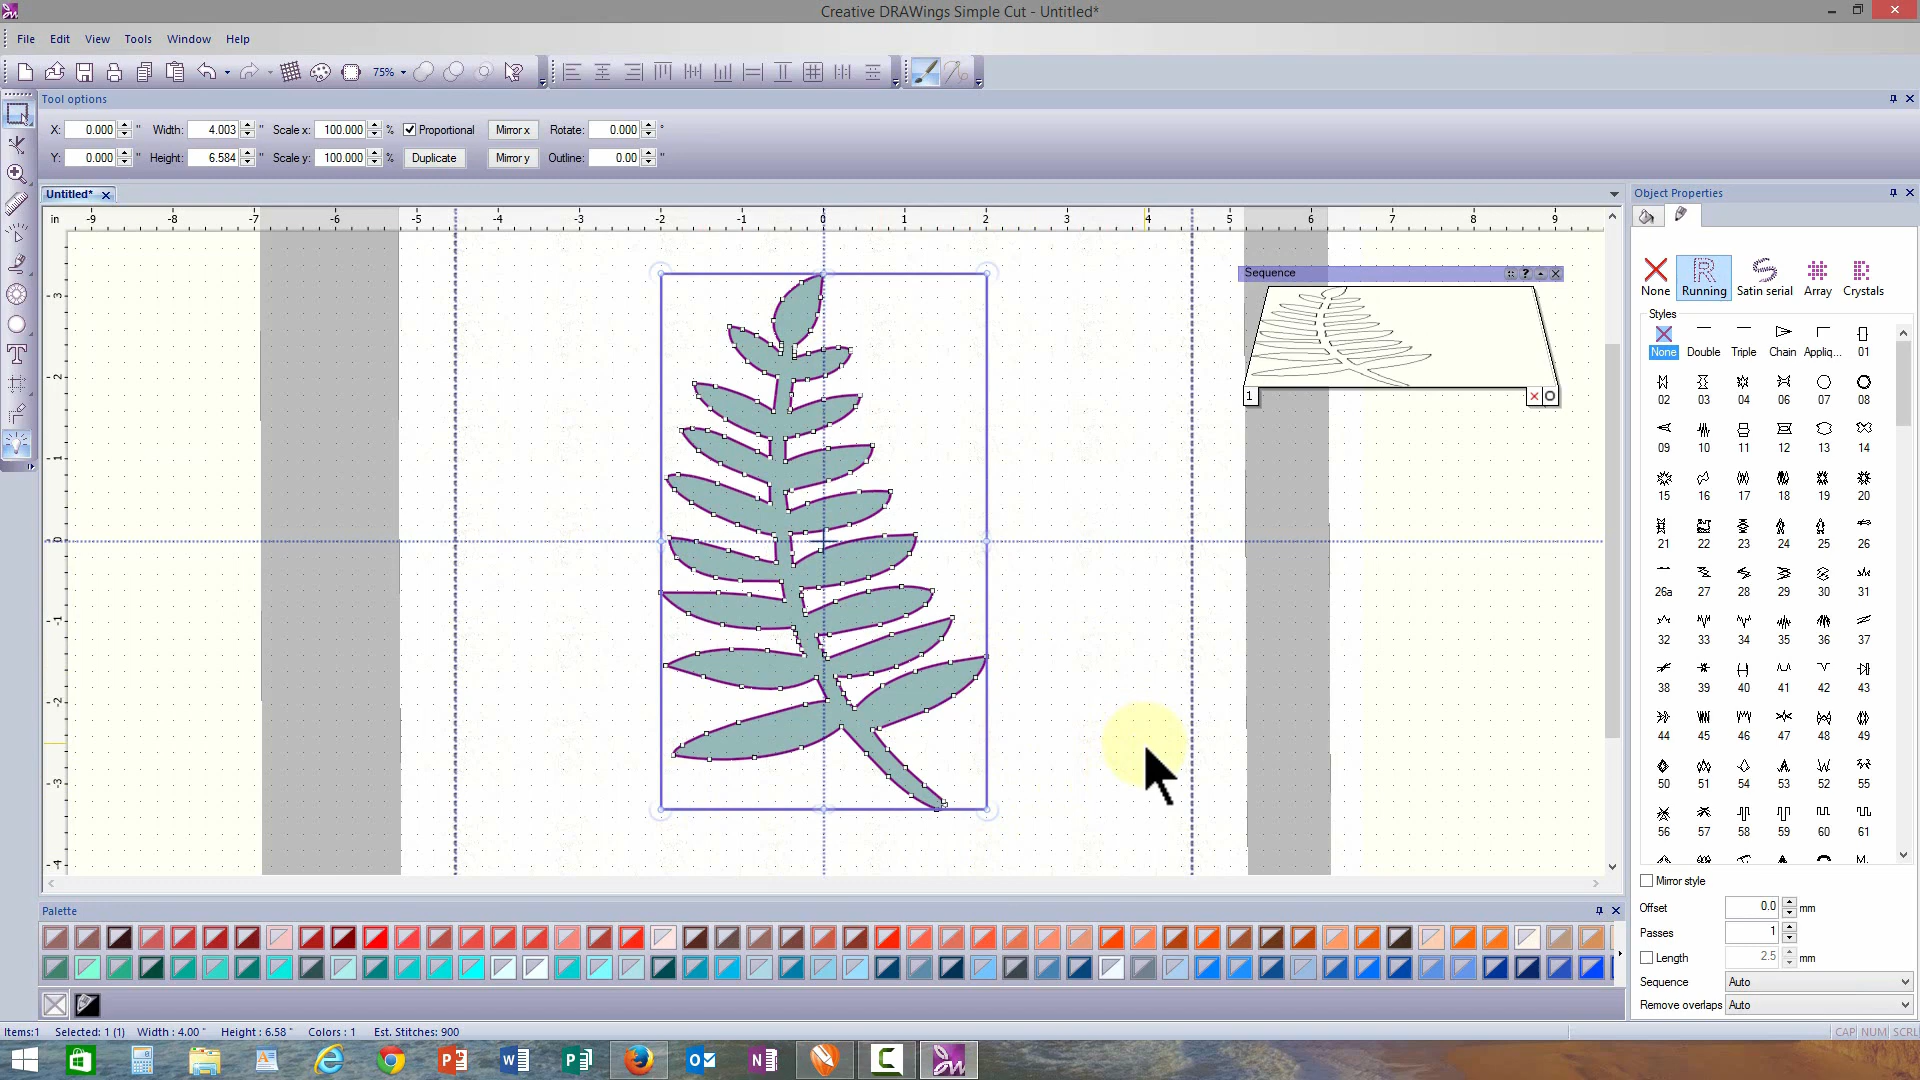 Creative DRAWings Simple Cut - Untitled*
File Edit View Tools Window Help
75%
Tool options
X: 0.000 " Width: 4.003 " Scale x: 100.000 % Proportional Mirror x Rotate: 0.000 °
Y: 0.000 " Height: 6.584 " Scale y: 100.000 % Duplicate Mirror y Outline: 0.00 "
Untitled*
Object Properties
in -9 -8 -7 -6 -5 -4 -3 -2 -1 0 1 2 3 4 5 6 7 8 9
3
2
1
0
-1
-2
-3
-4
Sequence
1
None Running Satin serial Array Crystals
Styles
None Double Triple Chain Appliq... 01
02 03 04 06 07 08
09 10 11 12 13 14
15 16 17 18 19 20
21 22 23 24 25 26
26a 27 28 29 30 31
32 33 34 35 36 37
38 39 40 41 42 43
44 45 46 47 48 49
50 51 54 53 52 55
56 57 58 59 60 61
Mirror style
Offset 0.0 mm
Passes 1
Length 2.5 mm
Sequence Auto
Remove overlaps Auto
Palette
Items:1 Selected: 1 (1) Width : 4.00 " Height : 6.58 " Colors : 1 Est. Stitches: 900
CAP NUM SCRL